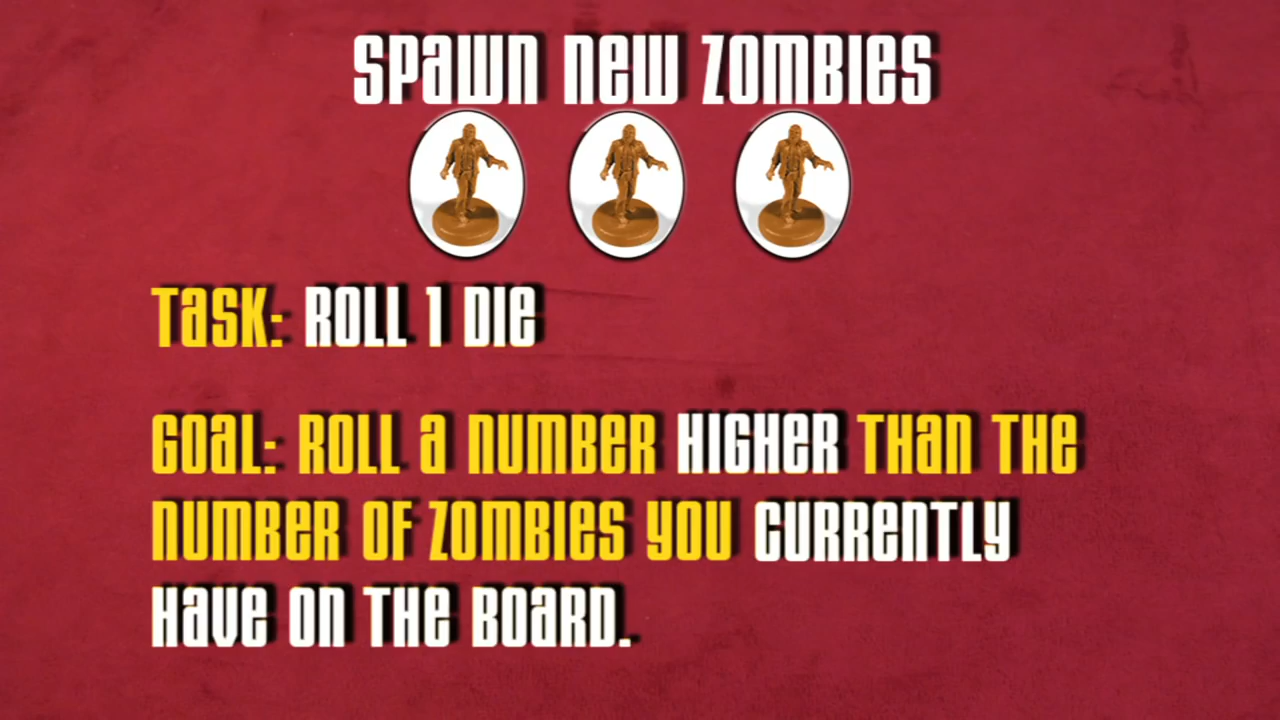 SPAWN NEW ZOMBIES
TASK: ROLL 1 DIE
GOAL: ROLL A NUMBER HIGHER THAN THE
NUMBER OF ZOMBIES YOU CURRENTLY
HAVE ON THE BOARD.